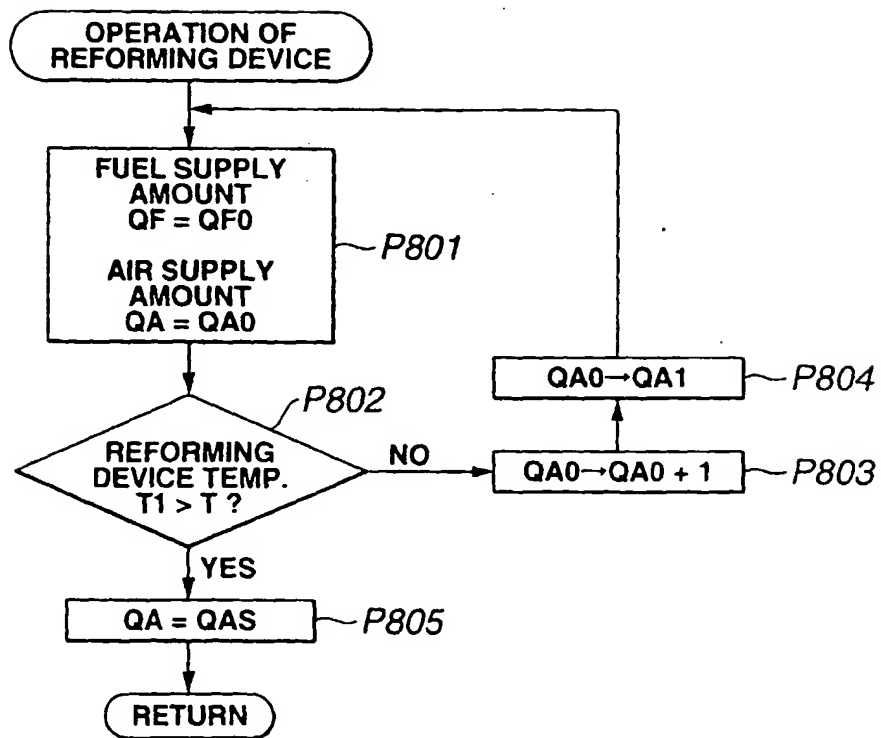 OPERATION OF
REFORMING DEVICE
FUEL SUPPLY
AMOUNT
QF = QF0
AIR SUPPLY
AMOUNT
QA = QA0
P801
P802
REFORMING
DEVICE TEMP.
T1 > T ?
NO
QA0→QA1
P804
QA0→QA0 + 1
P803
YES
QA = QAS
P805
RETURN